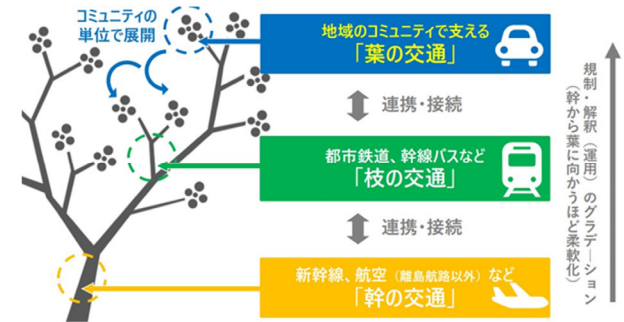 コミュニティの
単位で展開
地域のコミュニティで支える
「葉の交通」
連携・接続
都市鉄道、幹線バスなど
「枝の交通」
連携・接続
新幹線、航空（離島航路以外）など
「幹の交通」
規制・解釈（運用）のグラデーション
（幹から葉に向かうほど柔軟化）